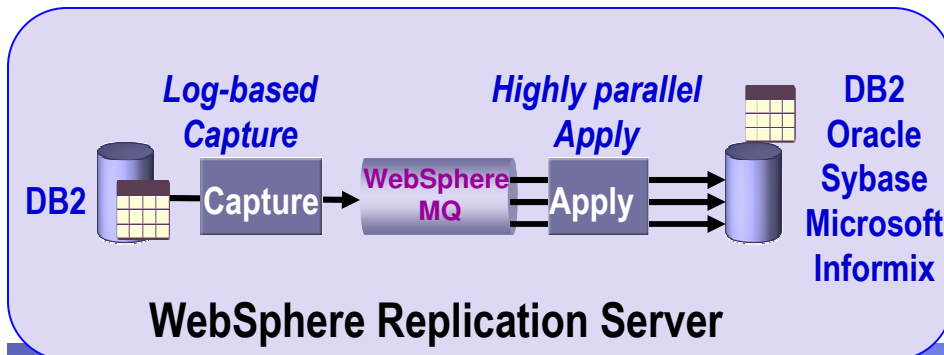 Log-based
Capture
Highly parallel
Apply
DB2
Capture
WebSphere
MQ
Apply
DB2
Oracle
Sybase
Microsoft
Informix
WebSphere Replication Server